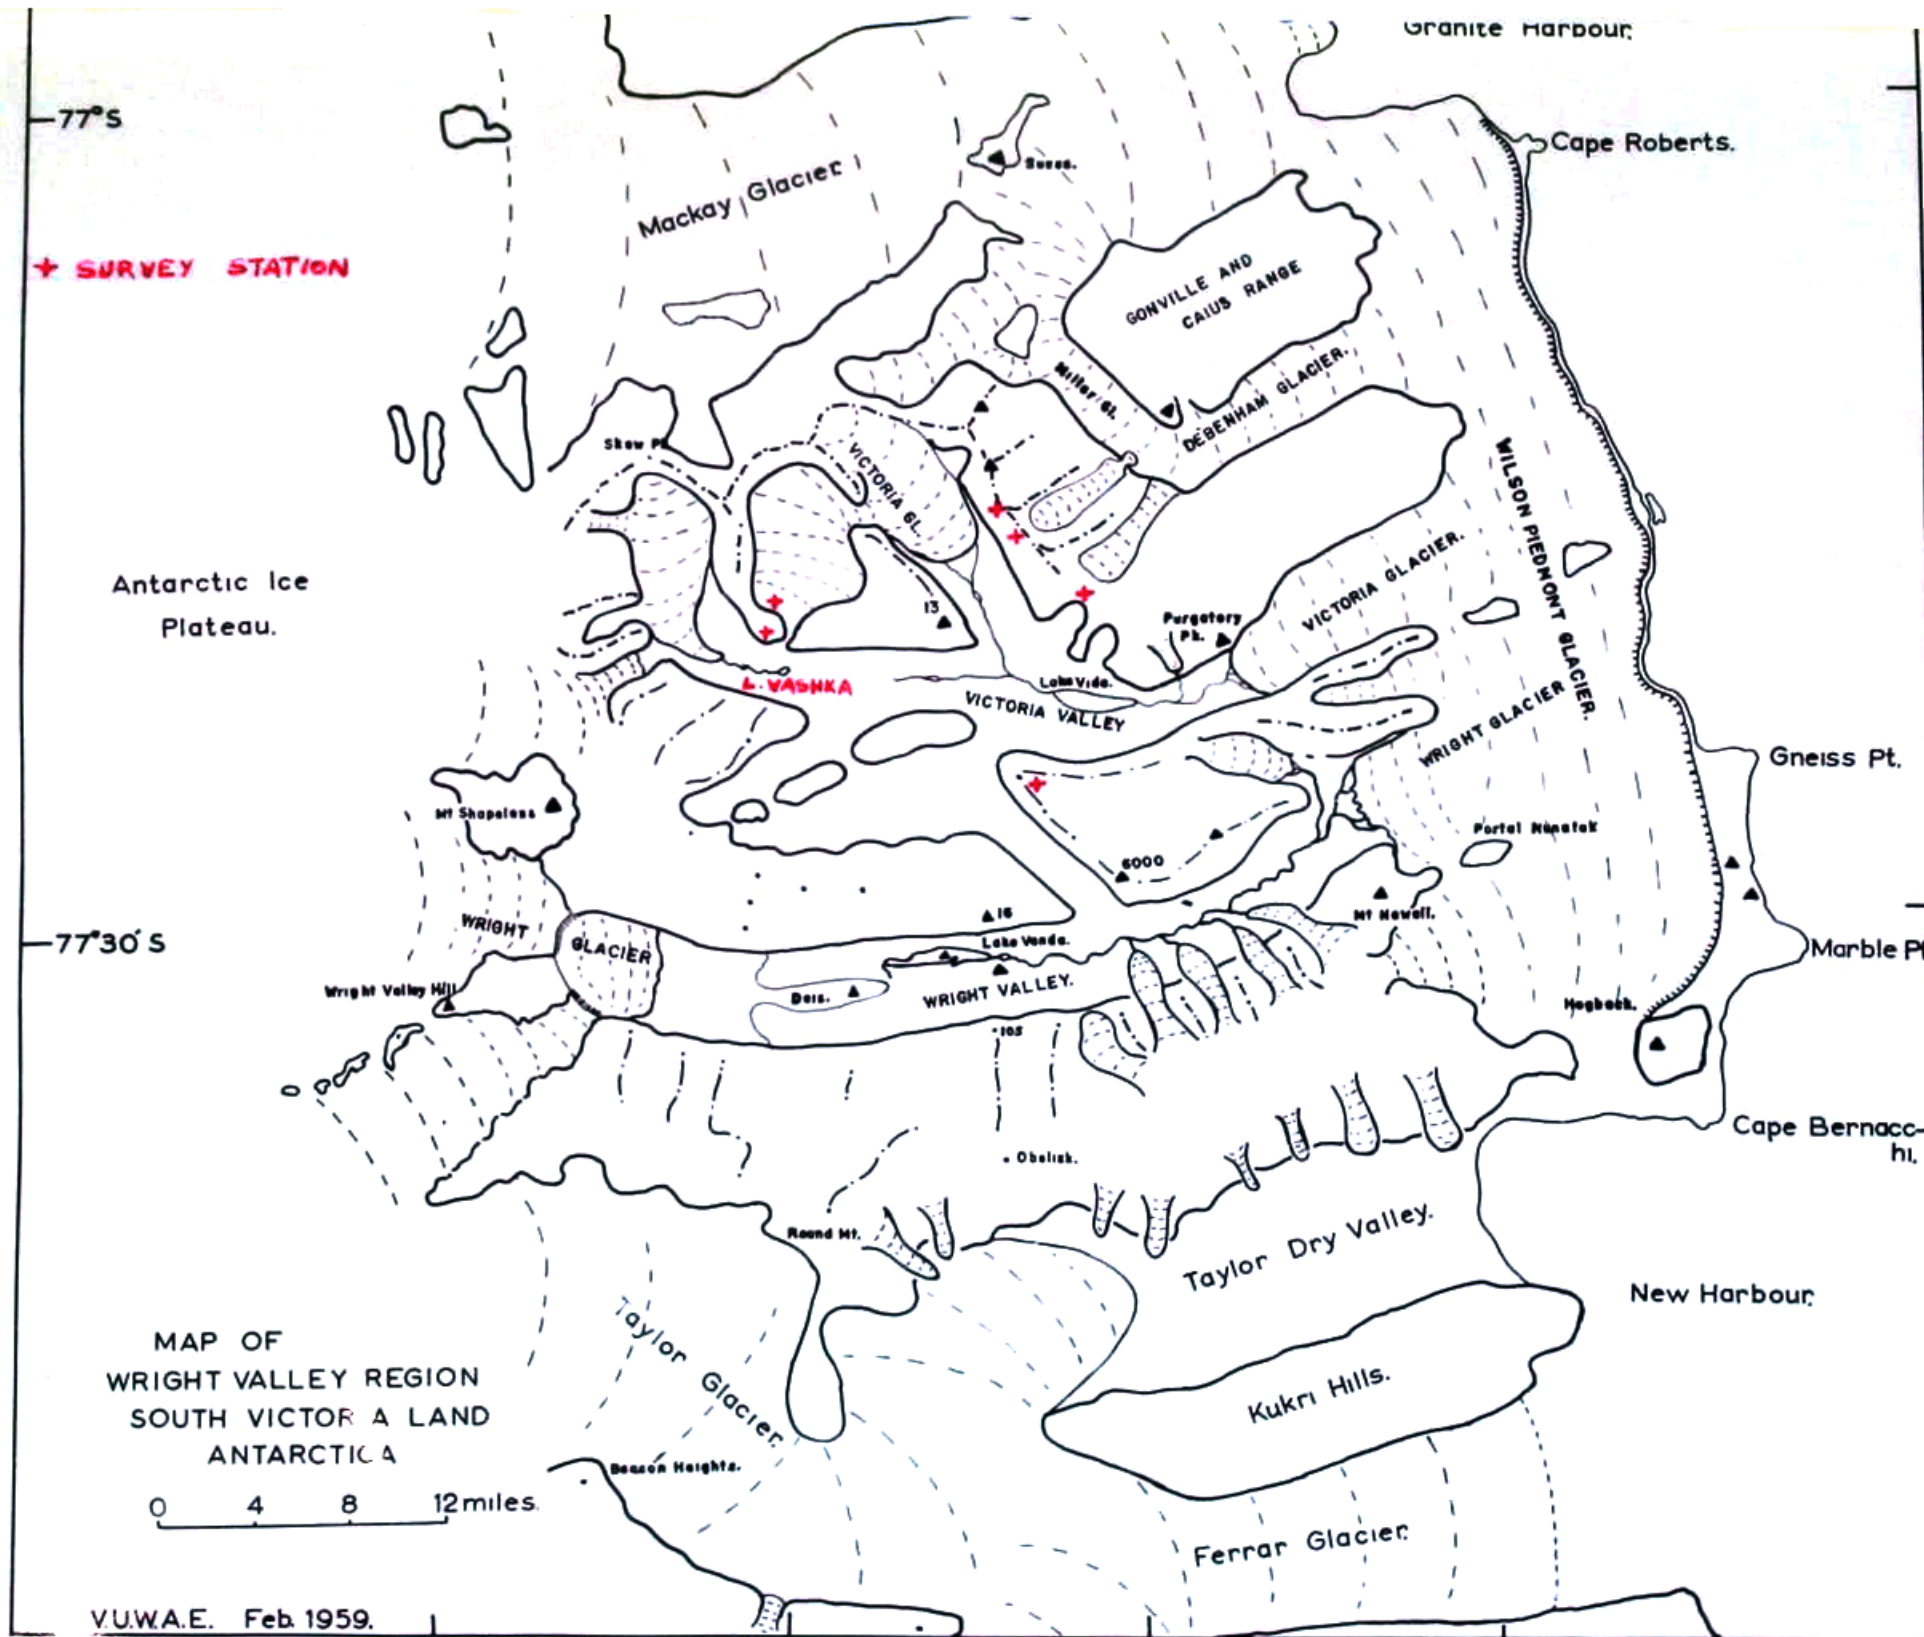 Granite Harbour.
77°S
Cape Roberts.
Suess.
Mackay Glacier.
+ SURVEY STATION
GONVILLE AND
CAIUS RANGE
Miller Gl.
DEBENHAM GLACIER.
Skew Pk
VICTORIA GL.
WILSON PIEDMONT GLACIER.
Antarctic Ice
Plateau.
VICTORIA GLACIER.
13
Purgatory
Pk.
L. VASHKA
Lake Vida.
VICTORIA VALLEY
WRIGHT GLACIER
Gneiss Pt.
Mt Shapeless
Portal Nunatak
6000
16
Mt Newall.
WRIGHT
GLACIER
77°30' S
Lake Vanda.
Marble Pt
Wright Valley Hill
Dais.
WRIGHT VALLEY.
Hogback.
105
Cape Bernacc-
hi.
Obelisk.
Round Mt.
Taylor Dry Valley.
New Harbour.
Taylor Glacier.
MAP OF
WRIGHT VALLEY REGION
SOUTH VICTOR A LAND
ANTARCTICA
Kukri Hills.
Beacon Heights.
0 4 8 12 miles.
Ferrar Glacier.
V.U.W.A.E. Feb. 1959.